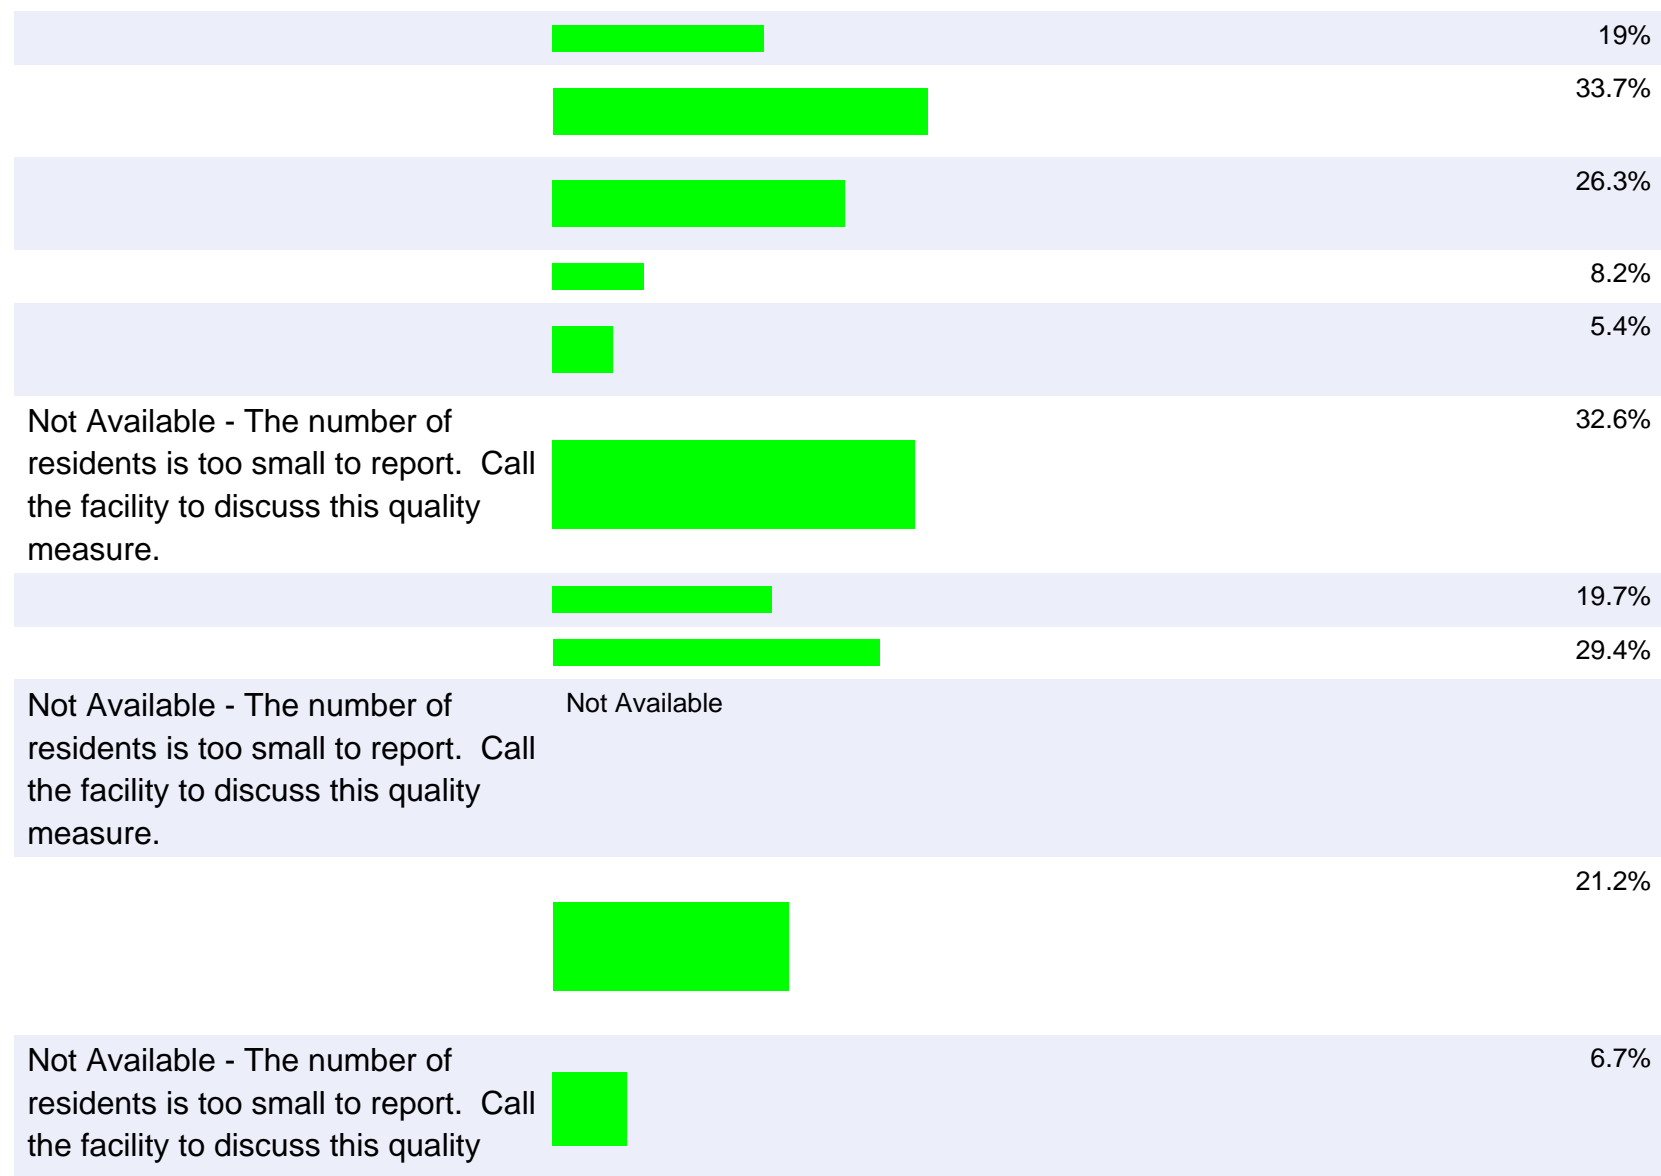 19%
33.7%
26.3%
8.2%
5.4%
Not Available - The number of
residents is too small to report.  Call
the facility to discuss this quality
measure.
32.6%
19.7%
29.4%
Not Available - The number of
residents is too small to report.  Call
the facility to discuss this quality
measure.
Not Available
21.2%
Not Available - The number of
residents is too small to report.  Call
the facility to discuss this quality
6.7%